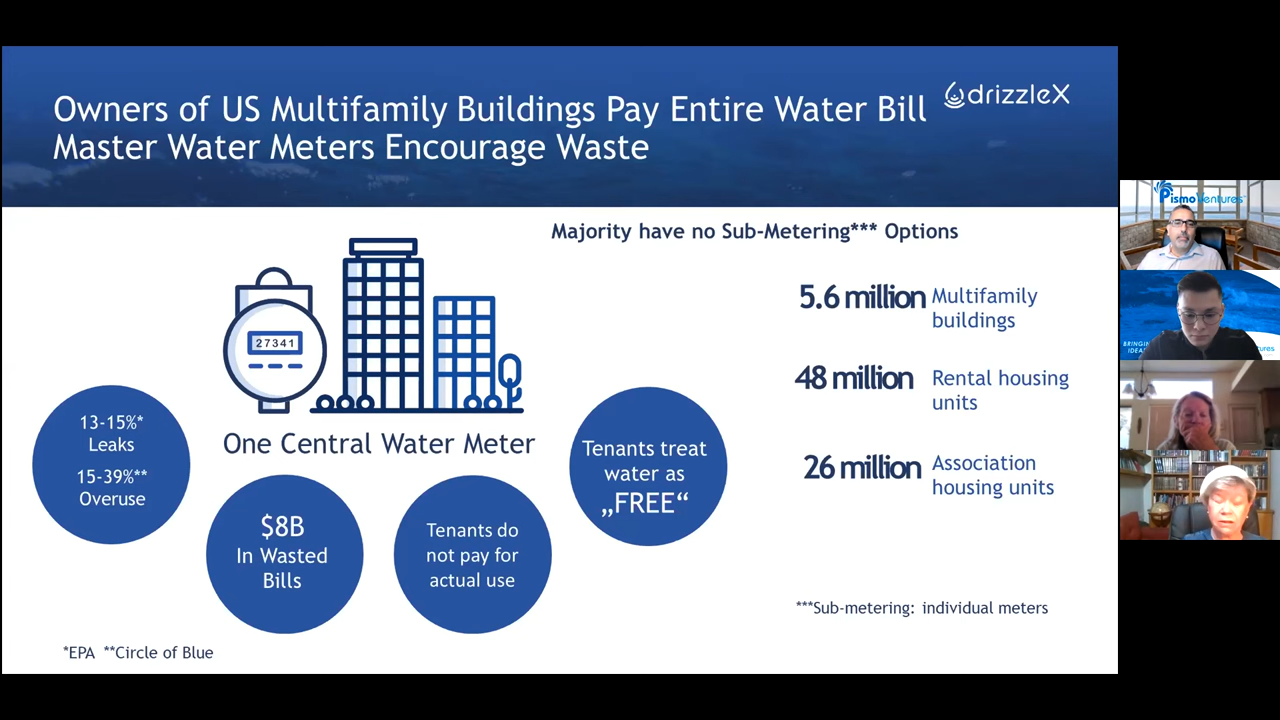 Owners of US Multifamily Buildings Pay Entire Water Bill
Master Water Meters Encourage Waste
drizzleX
Majority have no Sub-Metering*** Options
5.6 million Multifamily
buildings
48 million Rental housing
units
26 million Association
housing units
27341
One Central Water Meter
13-15%*
Leaks
15-39%**
Overuse
$8B
In Wasted
Bills
Tenants do
not pay for
actual use
Tenants treat
water as
„FREE“
***Sub-metering: individual meters
*EPA **Circle of Blue
PismoVentures
BRINGING